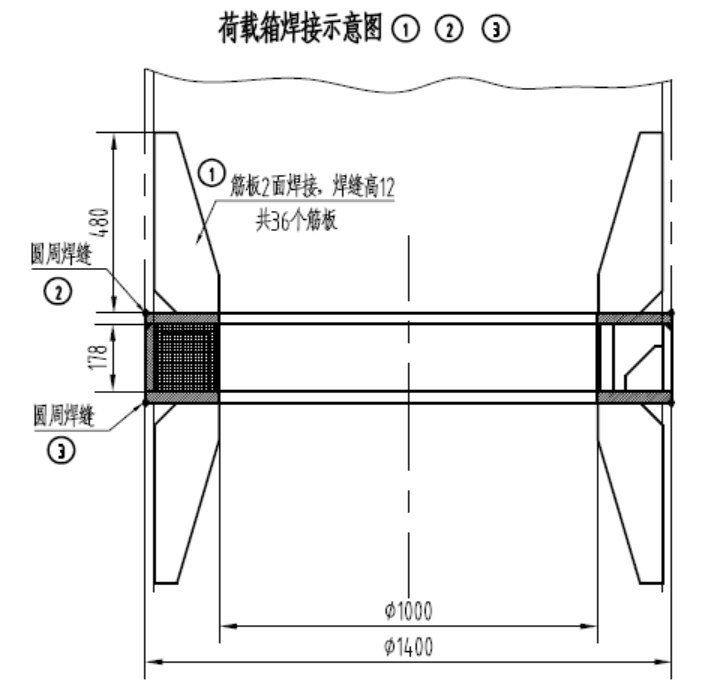 荷载箱焊接示意图 ① ② ③
① 筋板2面焊接，焊缝高12
共36个筋板
480
圆周焊缝
②
178
圆周焊缝
③
ϕ1000
ϕ1400